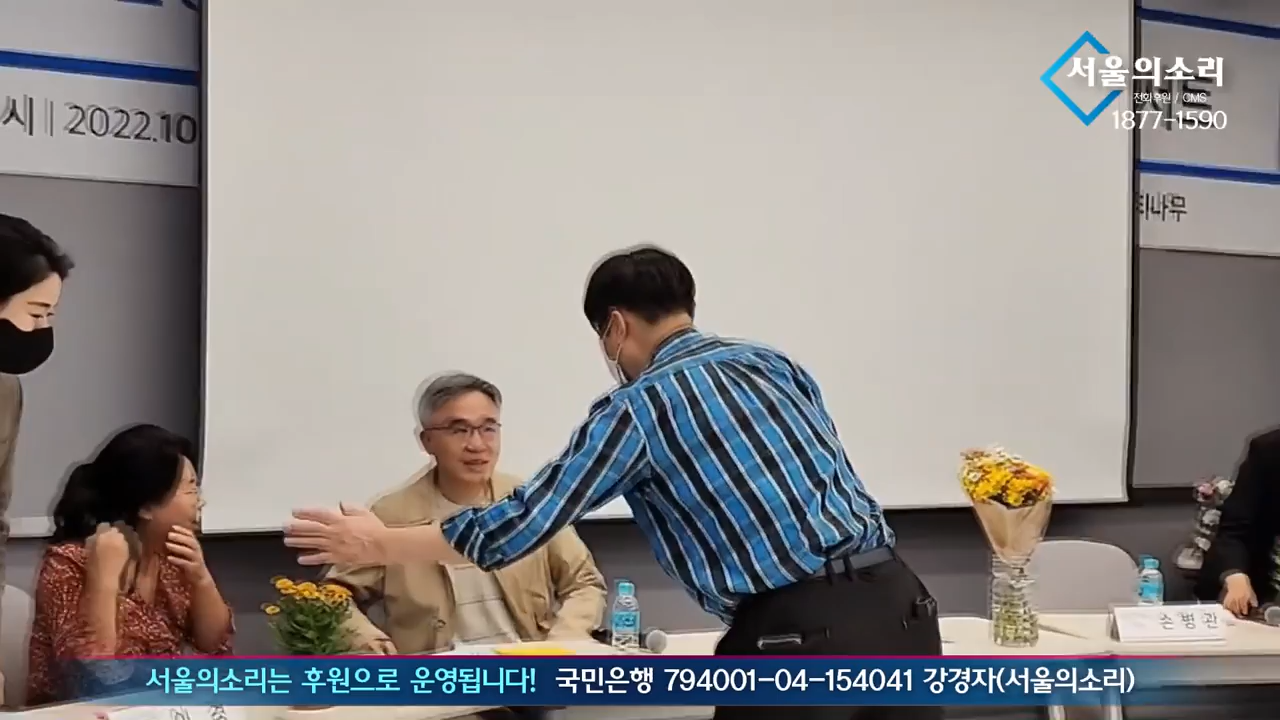 시 | 2022.10
서울의소리
전화후원 / CMS
1877-1590
손병관
서울의소리는 후원으로 운영됩니다! 국민은행 794001-04-154041 강경자(서울의소리)